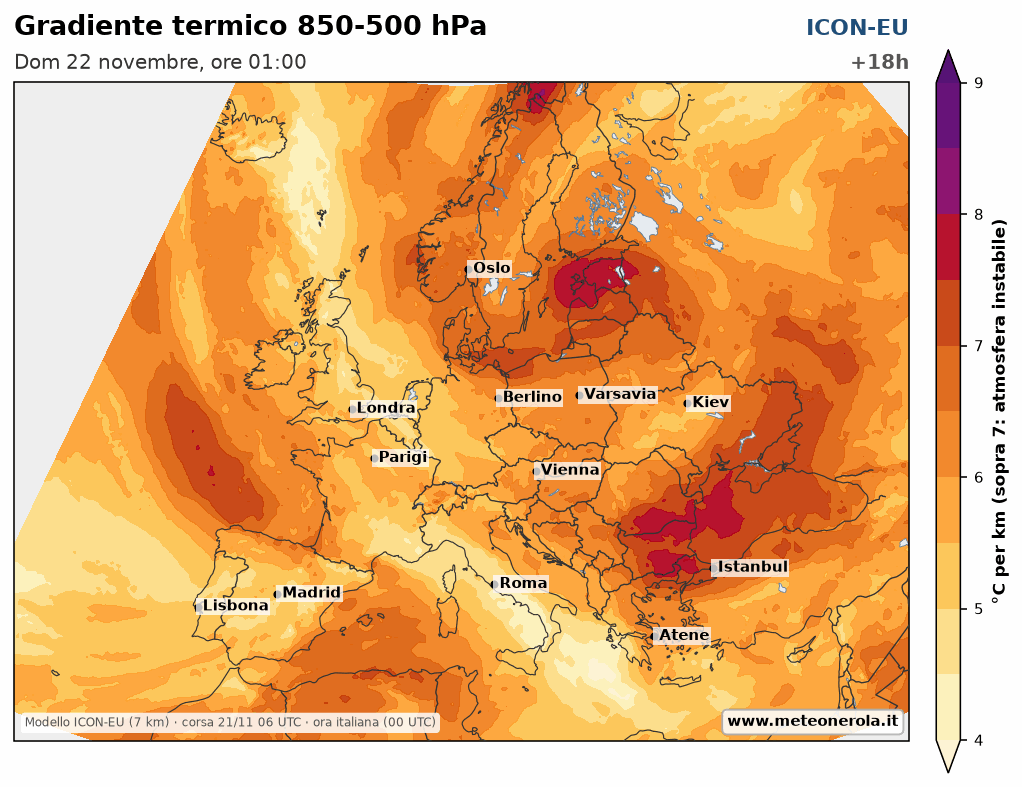 Gradiente termico 850-500 hPa
ICON-EU
Dom 22 novembre, ore 01:00
+18h
9
8
7
6
5
4
°C per km (sopra 7: atmosfera instabile)
Oslo
Londra
Berlino
Varsavia
Kiev
Parigi
Vienna
Istanbul
Roma
Madrid
Lisbona
Atene
Modello ICON-EU (7 km) · corsa 21/11 06 UTC · ora italiana (00 UTC)
www.meteonerola.it